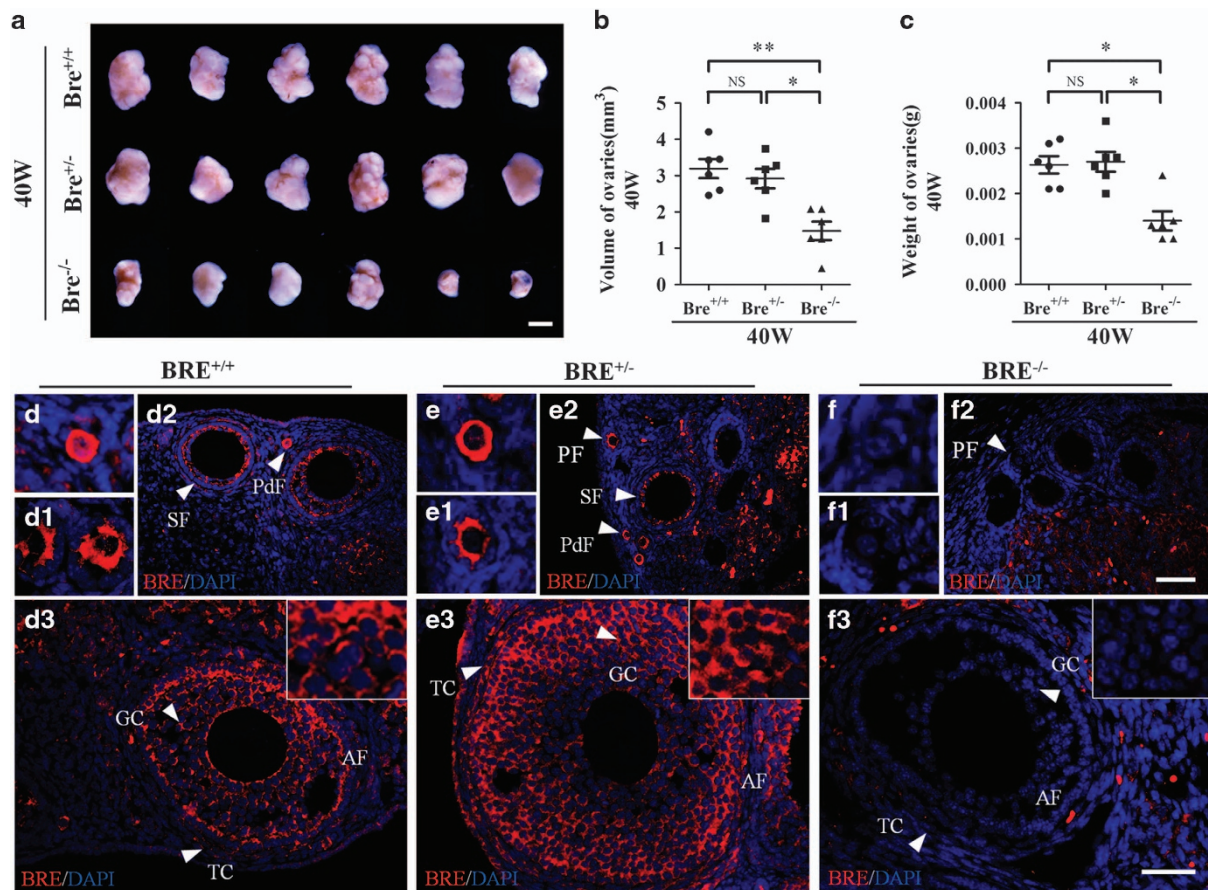 a
40W
Bre+/+
Bre+/-
Bre-/-
b
Volume of ovaries(mm3)
40W
5
4
3
2
1
0
**
NS
*
Bre+/+ Bre+/- Bre-/-
40W
c
Weight of ovaries(g)
40W
0.004
0.003
0.002
0.001
0.000
*
NS
*
Bre+/+ Bre+/- Bre-/-
40W
BRE+/+
d
d1
d2
SF
PdF
BRE/DAPI
d3
GC
AF
TC
BRE/DAPI
BRE+/-
e
e1
e2
PF
SF
PdF
BRE/DAPI
e3
TC
GC
AF
BRE/DAPI
BRE-/-
f
f1
f2
PF
BRE/DAPI
f3
GC
AF
TC
BRE/DAPI